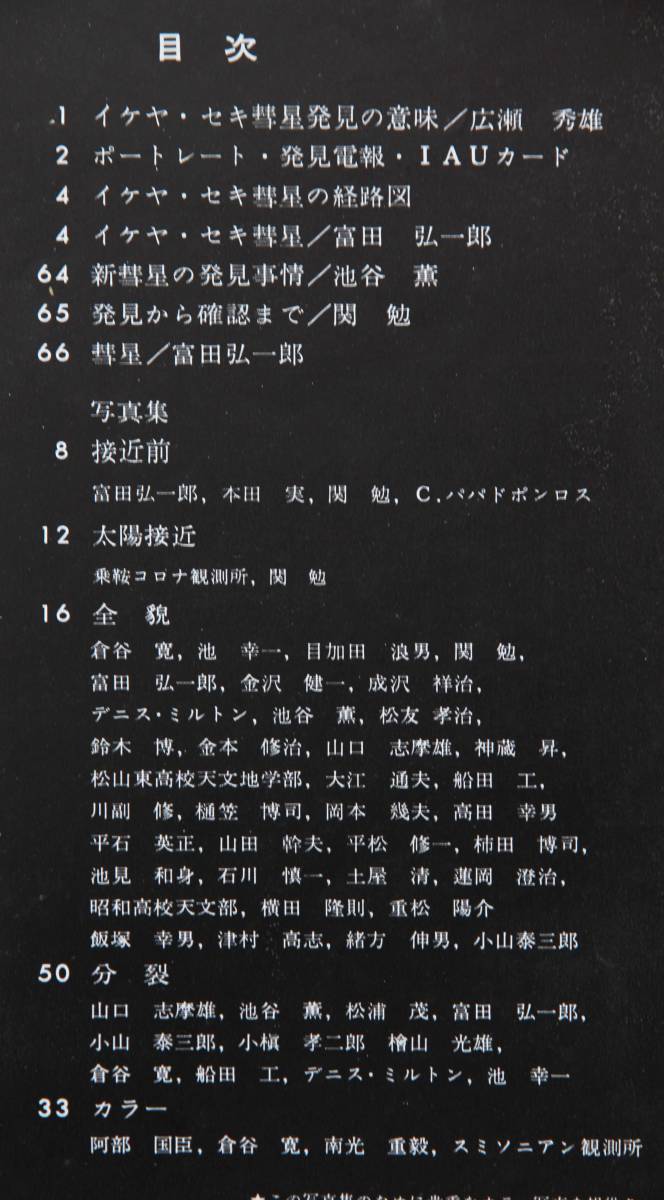 目次
1 イケヤ・セキ彗星発見の意味/広瀬 秀雄
2 ポートレート・発見電報・IAUカード
4 イケヤ・セキ彗星の経路図
4 イケヤ・セキ彗星/富田 弘一郎
64 新彗星の発見事情/池谷 薫
65 発見から確認まで/関 勉
66 彗星/富田弘一郎
写真集
8 接近前
富田弘一郎, 本田 実, 関 勉, C.パパドポンロス
12 太陽接近
乗鞍コロナ観測所, 関 勉
16 全貌
倉谷 寛, 池 幸一, 目加田 浪男, 関 勉,
富田 弘一郎, 金沢 健一, 成沢 祥治,
デニス・ミルトン, 池谷 薫, 松友 孝治,
鈴木 博, 金本 修治, 山口 志摩雄, 神蔵 昇,
松山東高校天文地学部, 大江 通夫, 船田 工,
川副 修, 樋笠 博司, 岡本 幾夫, 高田 幸男
平石 英正, 山田 幹夫, 平松 修一, 柿田 博司,
池見 和身, 石川 慎一, 土屋 清, 蓮岡 澄治,
昭和高校天文部, 横田 隆則, 重松 陽介
飯塚 幸男, 津村 高志, 緒方 伸男, 小山泰三郎
50 分裂
山口 志摩雄, 池谷 薫, 松浦 茂, 富田 弘一郎,
小山 泰三郎, 小槇 孝二郎 檜山 光雄,
倉谷 寛, 船田 工, デニス・ミルトン, 池 幸一
33 カラー
阿部 国臣, 倉谷 寛, 南光 重毅, スミソニアン観測所
★この写真集のために